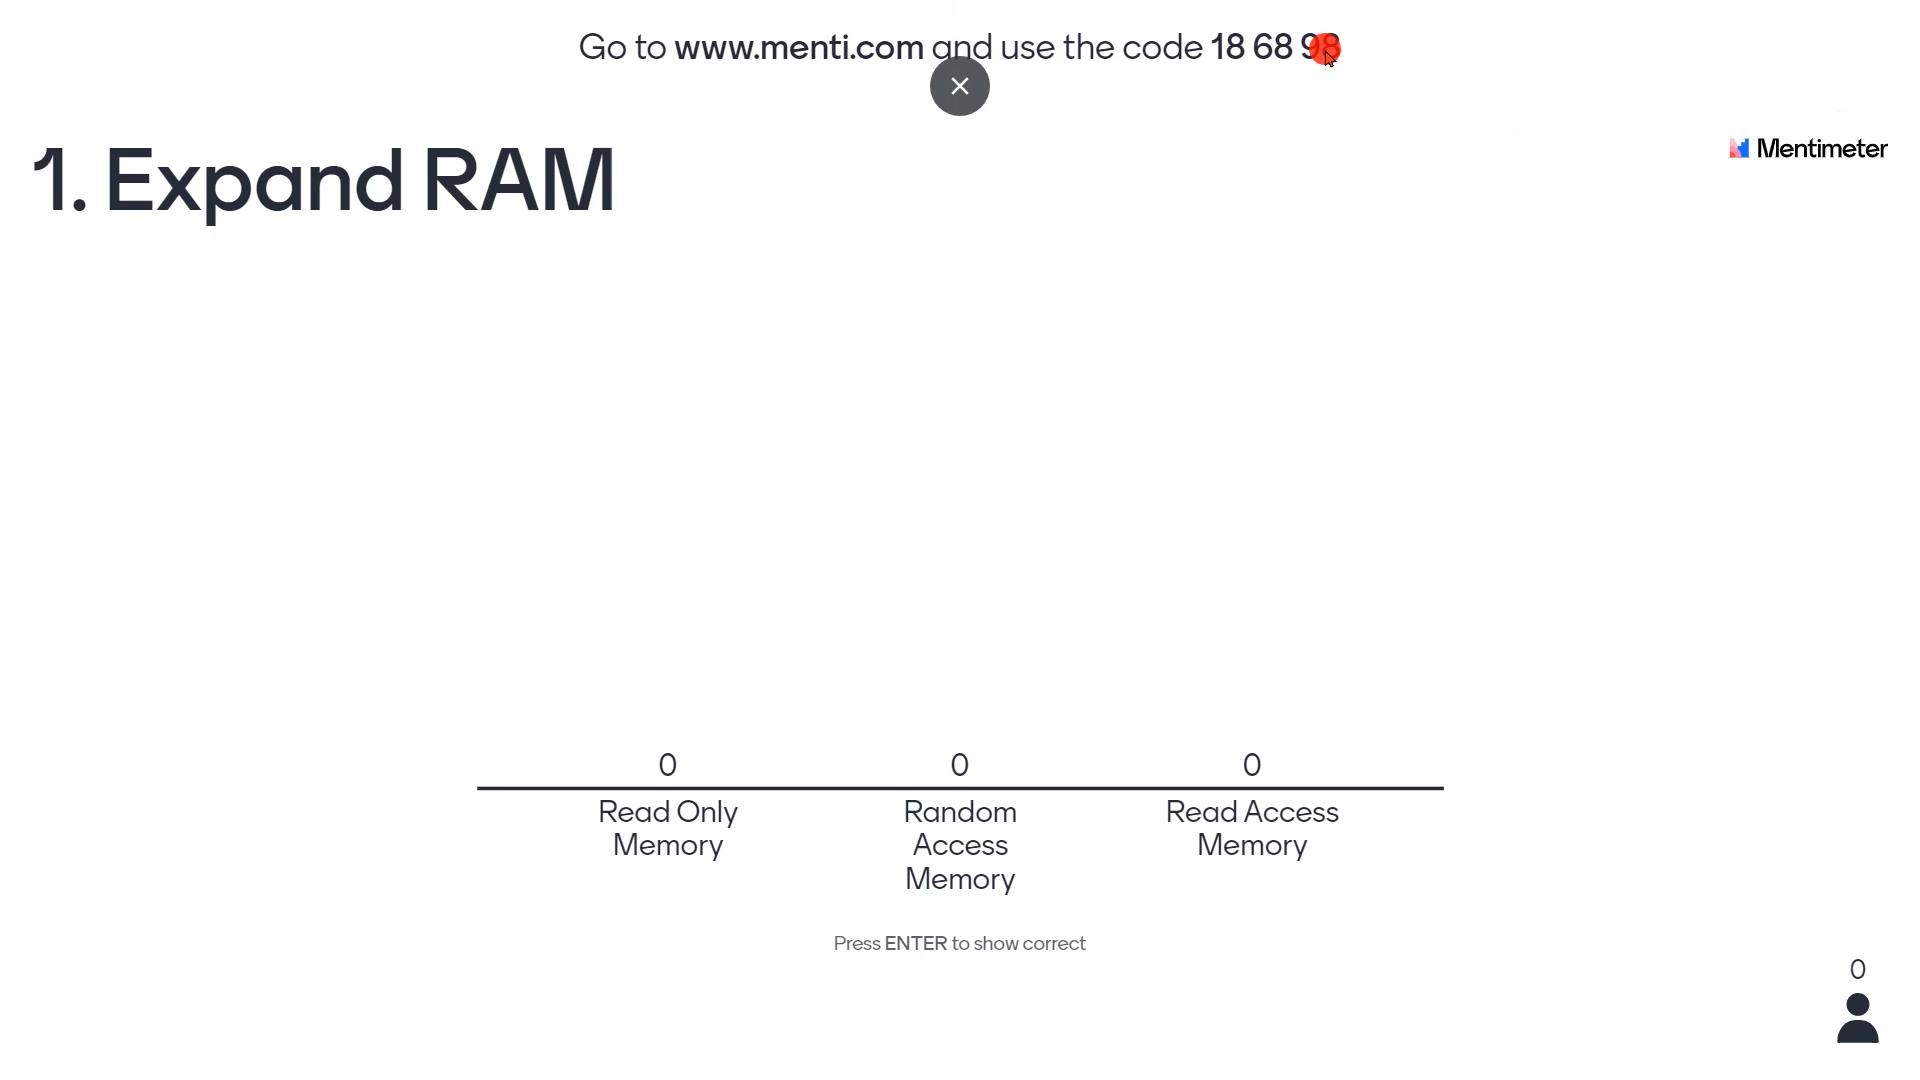 Go to www.menti.com and use the code 18 68 98
Mentimeter
1. Expand RAM
0 0 0
Read Only Memory
Random Access Memory
Read Access Memory
Press ENTER to show correct
0